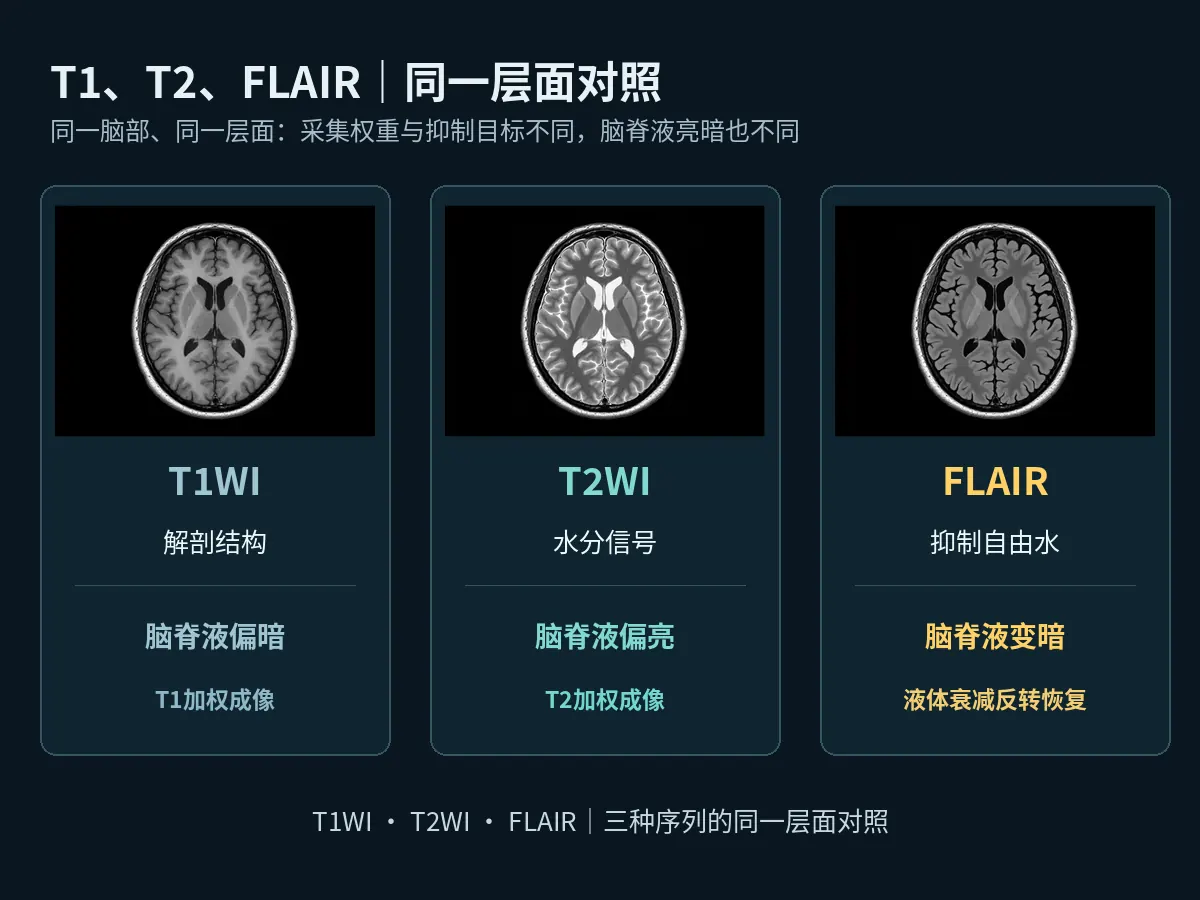 T1、T2、FLAIR｜同一层面对照
同一脑部、同一层面：采集权重与抑制目标不同，脑脊液亮暗也不同
T1WI
解剖结构
脑脊液偏暗
T1加权成像
T2WI
水分信号
脑脊液偏亮
T2加权成像
FLAIR
抑制自由水
脑脊液变暗
液体衰减反转恢复
T1WI · T2WI · FLAIR｜三种序列的同一层面对照